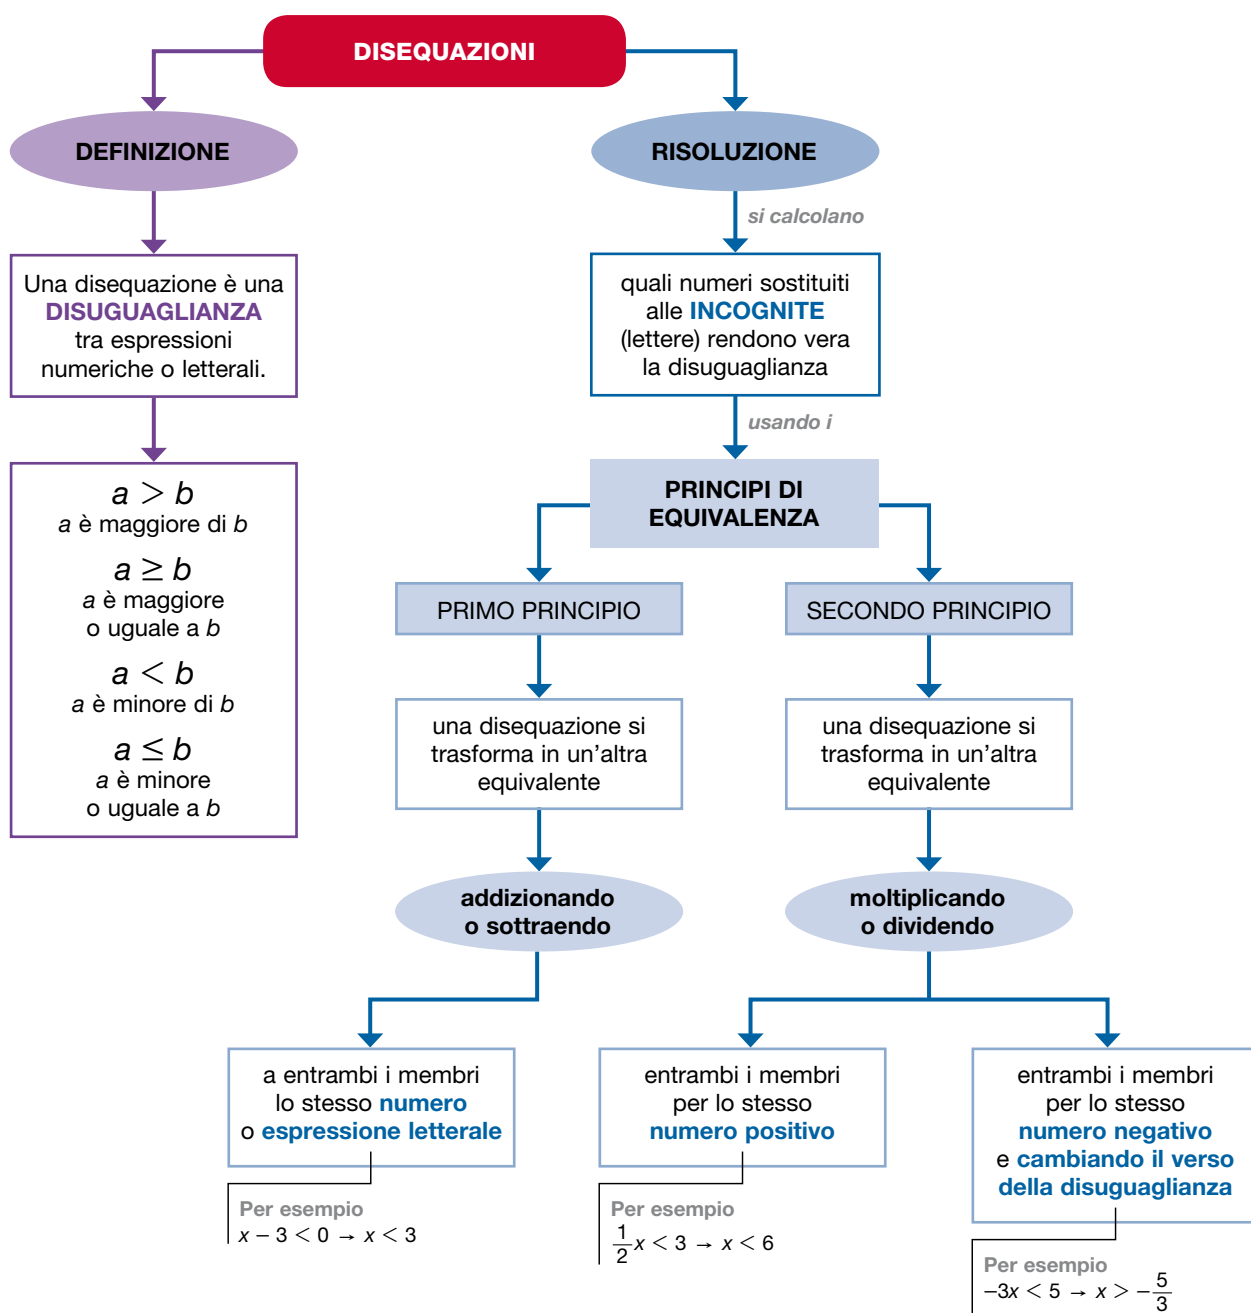 DISEQUAZIONI
DEFINIZIONE
Una disequazione è una
DISUGUAGLIANZA
tra espressioni
numeriche o letterali.
a > b
a è maggiore di b
a ≥ b
a è maggiore
o uguale a b
a < b
a è minore di b
a ≤ b
a è minore
o uguale a b
RISOLUZIONE
si calcolano
quali numeri sostituiti
alle INCOGNITE
(lettere) rendono vera
la disuguaglianza
usando i
PRINCIPI DI
EQUIVALENZA
PRIMO PRINCIPIO
una disequazione si
trasforma in un’altra
equivalente
addizionando
o sottraendo
a entrambi i membri
lo stesso numero
o espressione letterale
Per esempio
x – 3 < 0 → x < 3
SECONDO PRINCIPIO
una disequazione si
trasforma in un’altra
equivalente
moltiplicando
o dividendo
entrambi i membri
per lo stesso
numero positivo
Per esempio
1/2 x < 3 → x < 6
entrambi i membri
per lo stesso
numero negativo
e cambiando il verso
della disuguaglianza
Per esempio
–3x < 5 → x > – 5/3